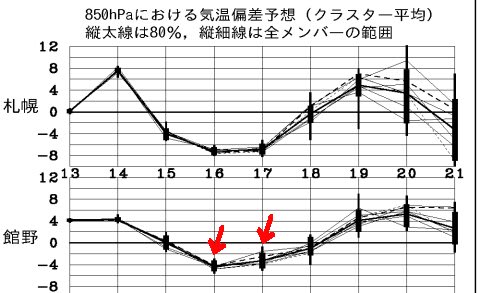 850hPaにおける気温偏差予想（クラスター平均）
縦太線は80%，縦細線は全メンバーの範囲
12
8
4
札幌
0
-4
-8
13 14 15 16 17 18 19 20 21
12
8
4
館野
0
-4
-8